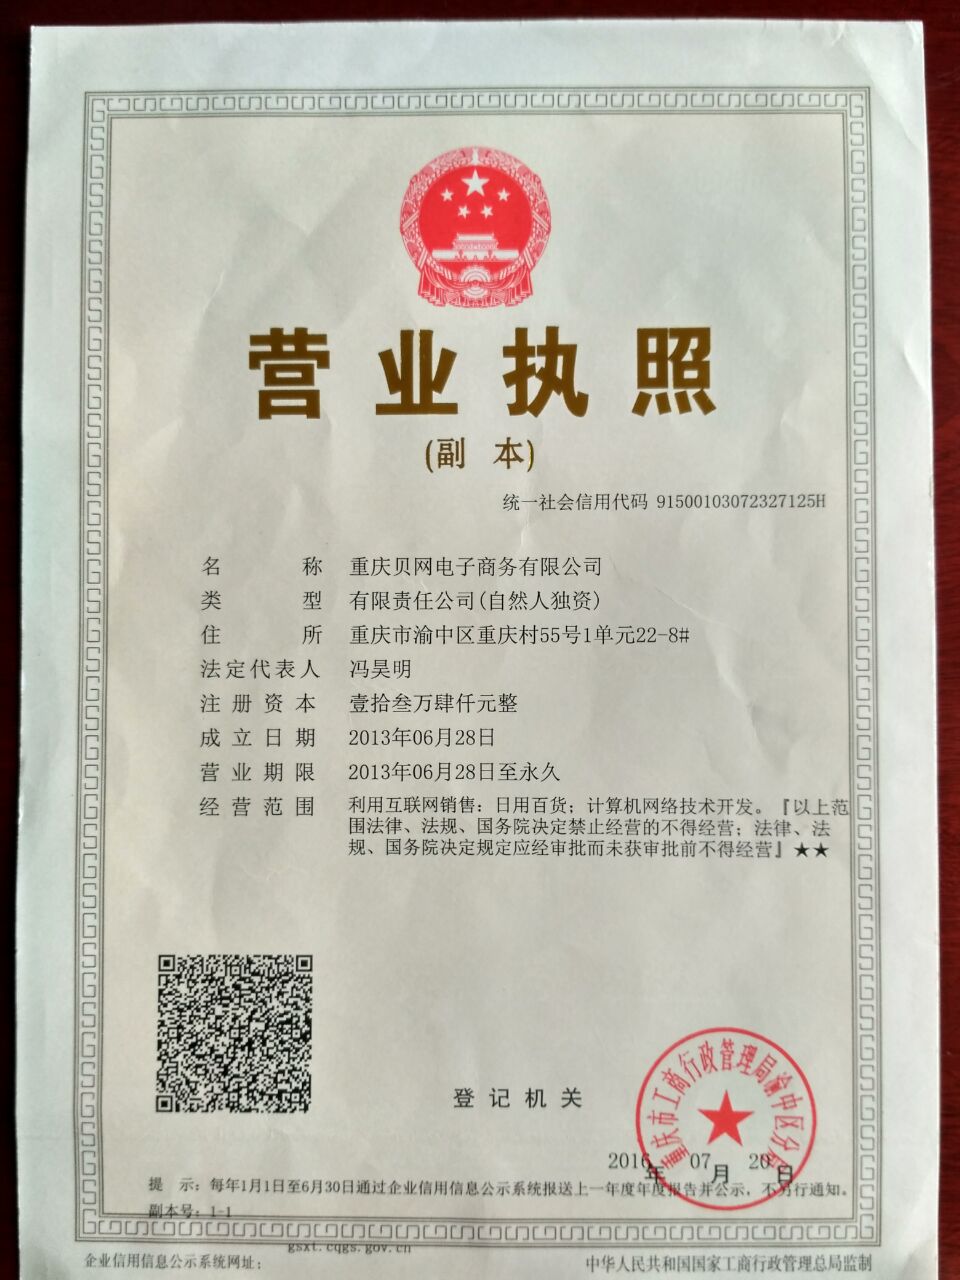 营业执照
(副 本)
统一社会信用代码 91500103072327125H
名 称 重庆贝网电子商务有限公司
类 型 有限责任公司(自然人独资)
住 所 重庆市渝中区重庆村55号1单元22-8#
法定代表人 冯昊明
注册资本 壹拾叁万肆仟元整
成立日期 2013年06月28日
营业期限 2013年06月28日至永久
经营范围 利用互联网销售：日用百货；计算机网络技术开发。『以上范
围法律、法规、国务院决定禁止经营的不得经营；法律、法
规、国务院决定规定应经审批而未获审批前不得经营』★★
重庆市工商行政管理局渝中区分局
登记机关
2016年 07月 20日
提 示：每年1月1日至6月30日通过企业信用信息公示系统报送上一年度年度报告并公示，不另行通知。
副本号：1-1
gsxt.cqgs.gov.cn
企业信用信息公示系统网址：
中华人民共和国国家工商行政管理总局监制